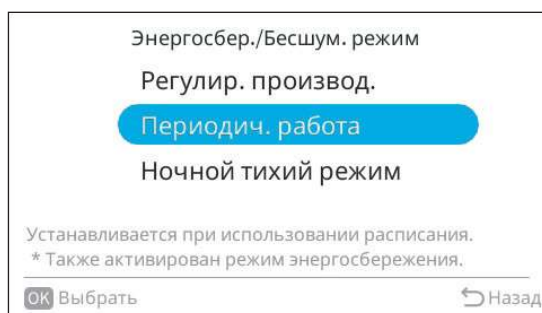 Энергосбер./Бесшум. режим
Регулир. производ.
Периодич. работа
Ночной тихий режим
Устанавливается при использовании расписания.
* Также активирован режим энергосбережения.
OK Выбрать
Назад